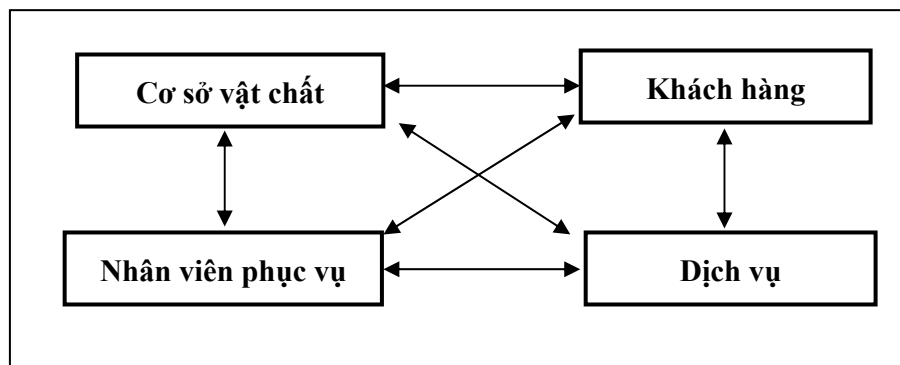 Cơ sở vật chất
Khách hàng
Nhân viên phục vụ
Dịch vụ